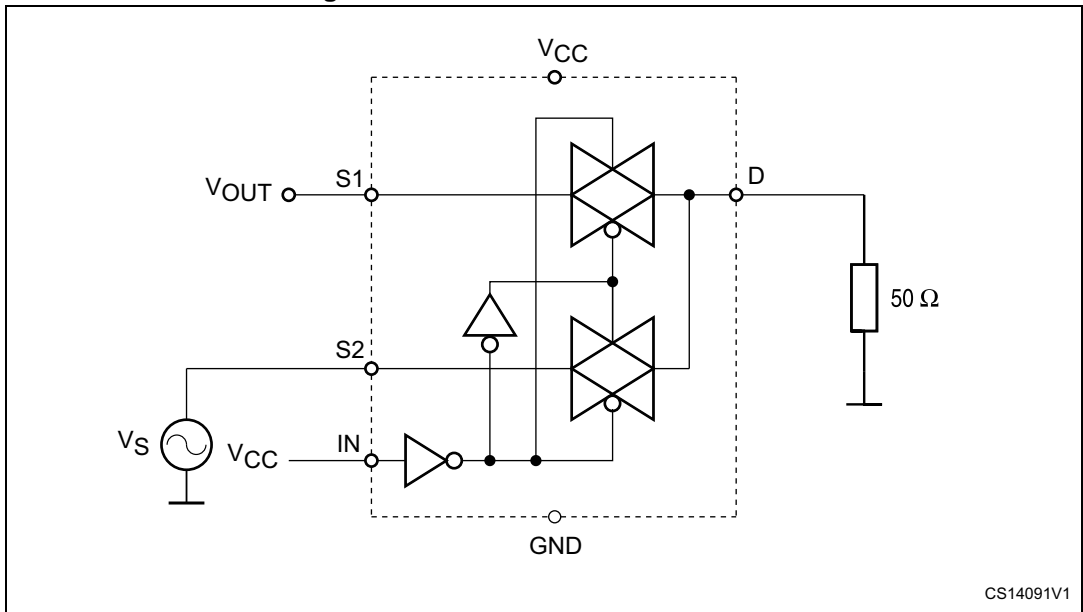 g
VCC
VOUT
S1
D
50 Ω
S2
VS
VCC
IN
GND
CS14091V1